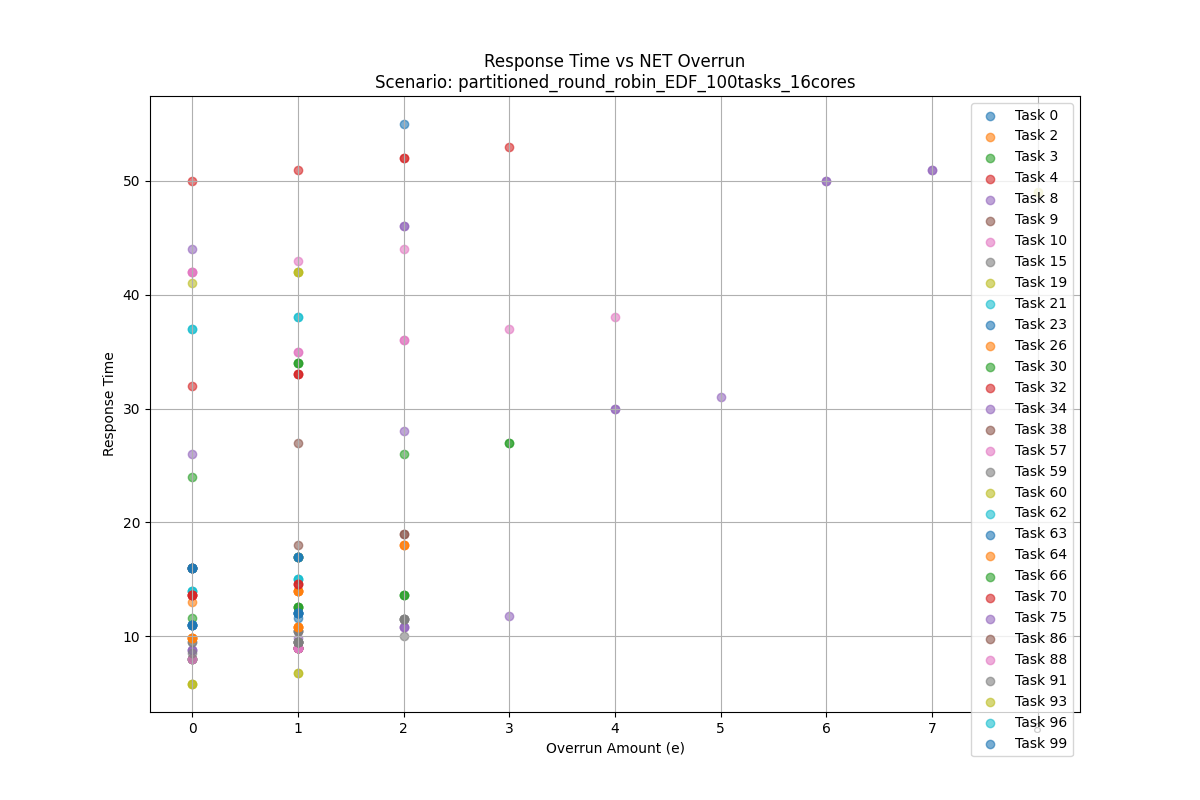 Response Time vs NET Overrun
Scenario: partitioned_round_robin_EDF_100tasks_16cores
Response Time
50
40
30
20
10
0
1
2
3
4
5
6
7
8
Overrun Amount (e)
Task 0
Task 2
Task 3
Task 4
Task 8
Task 9
Task 10
Task 15
Task 19
Task 21
Task 23
Task 26
Task 30
Task 32
Task 34
Task 38
Task 57
Task 59
Task 60
Task 62
Task 63
Task 64
Task 66
Task 70
Task 75
Task 86
Task 88
Task 91
Task 93
Task 96
Task 99